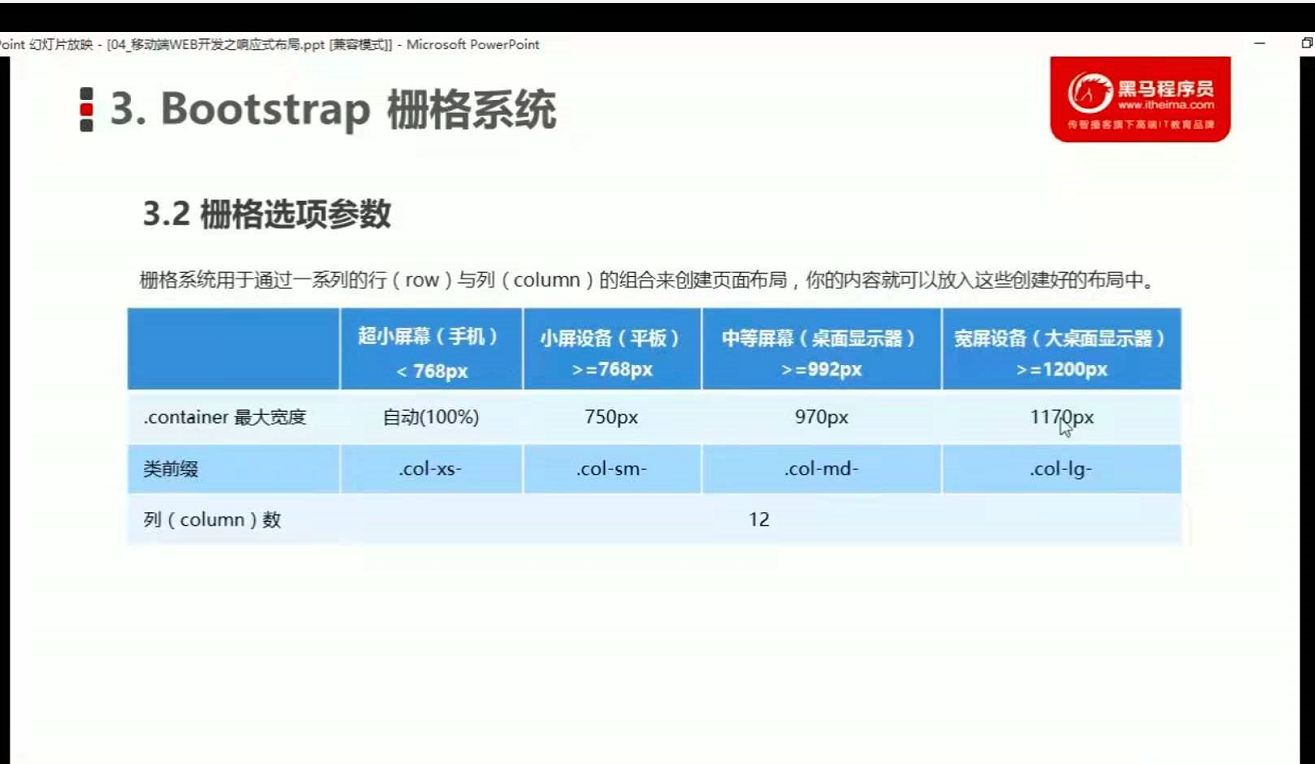 oint 幻灯片放映 - [04_移动端WEB开发之响应式布局.ppt [兼容模式]] - Microsoft PowerPoint
3. Bootstrap 栅格系统
黑马程序员
www.itheima.com
传智播客旗下高端IT教育品牌
3.2 栅格选项参数
栅格系统用于通过一系列的行（row）与列（column）的组合来创建页面布局，你的内容就可以放入这些创建好的布局中。
超小屏幕（手机） 小屏设备（平板） 中等屏幕（桌面显示器） 宽屏设备（大桌面显示器）
< 768px >=768px >=992px >=1200px
.container 最大宽度 自动(100%) 750px 970px 1170px
类前缀 .col-xs- .col-sm- .col-md- .col-lg-
列（column）数 12